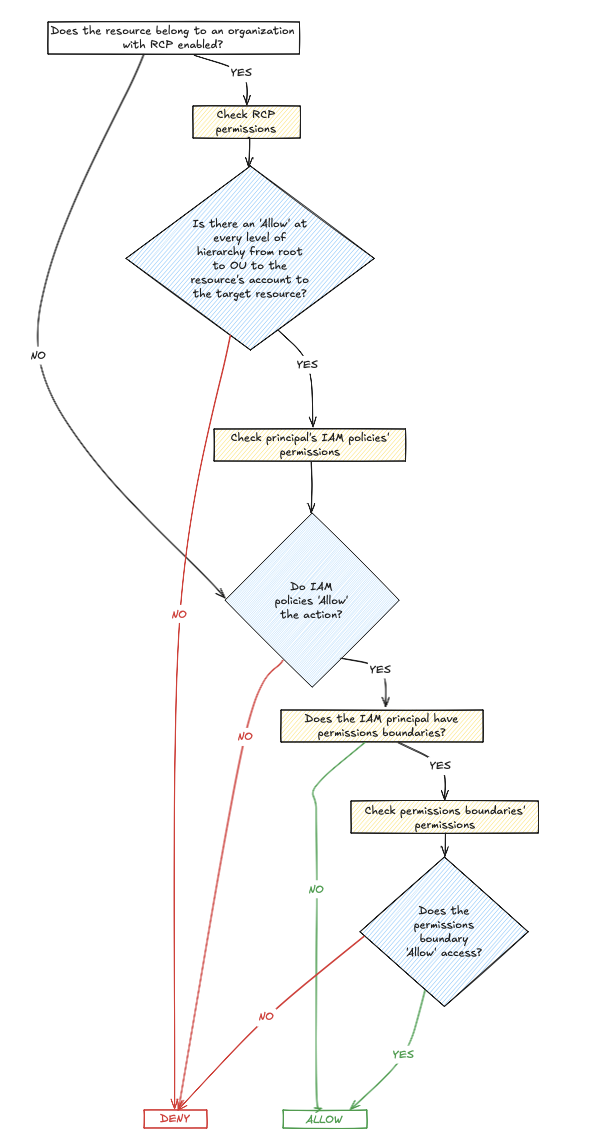 Does the resource belong to an organization
with RCP enabled?
YES
Check RCP
permissions
Is there an 'Allow' at
every level of
hierarchy from root
to OU to the
resource's account to
the target resource?
NO
YES
Check principal's IAM policies'
permissions
Do IAM
policies 'Allow'
the action?
NO
YES
Does the IAM principal have
permissions boundaries?
NO
YES
Check permissions boundaries'
permissions
NO
Does the
permissions
boundary
'Allow' access?
NO
YES
DENY
ALLOW